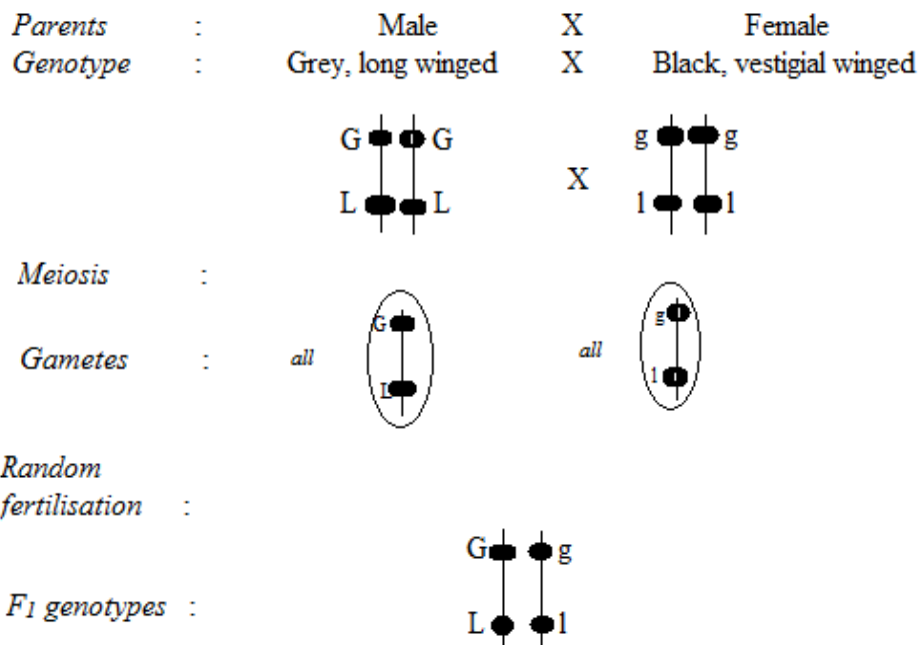 Parents : Male X Female
Genotype : Grey, long winged X Black, vestigial winged
G G g g
X
L L l l
Meiosis :
G g
Gametes : all all
L l
Random
fertilisation :
G g
F1 genotypes :
L l